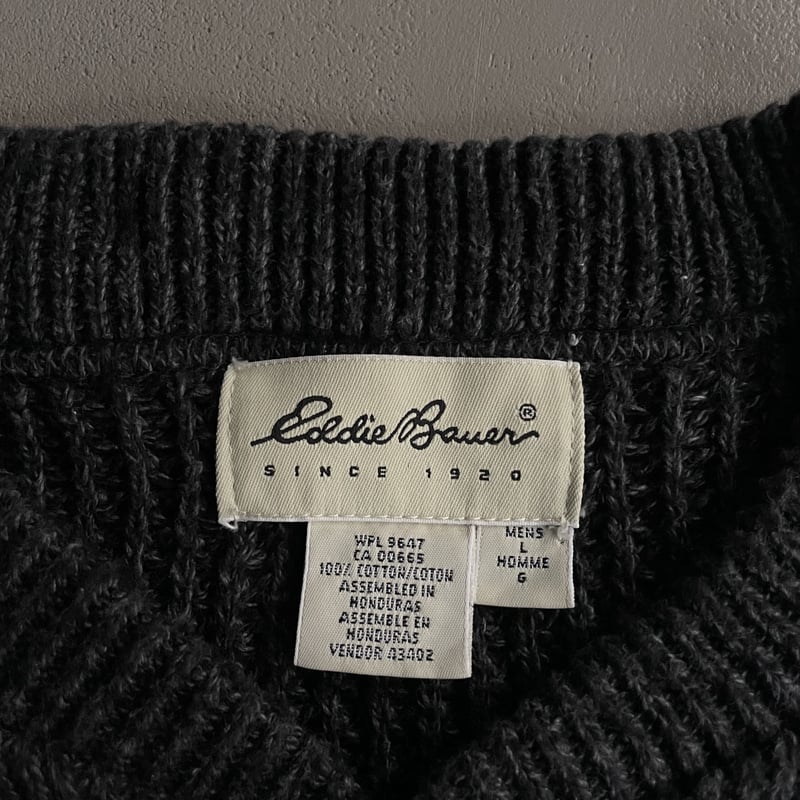 Eddie Bauer®
SINCE 1920
WPL 9647
CA 00665
100% COTTON/COTON
ASSEMBLED IN
HONDURAS
ASSEMBLE EN
HONDURAS
VENDOR 43402
MENS
L
HOMME
G